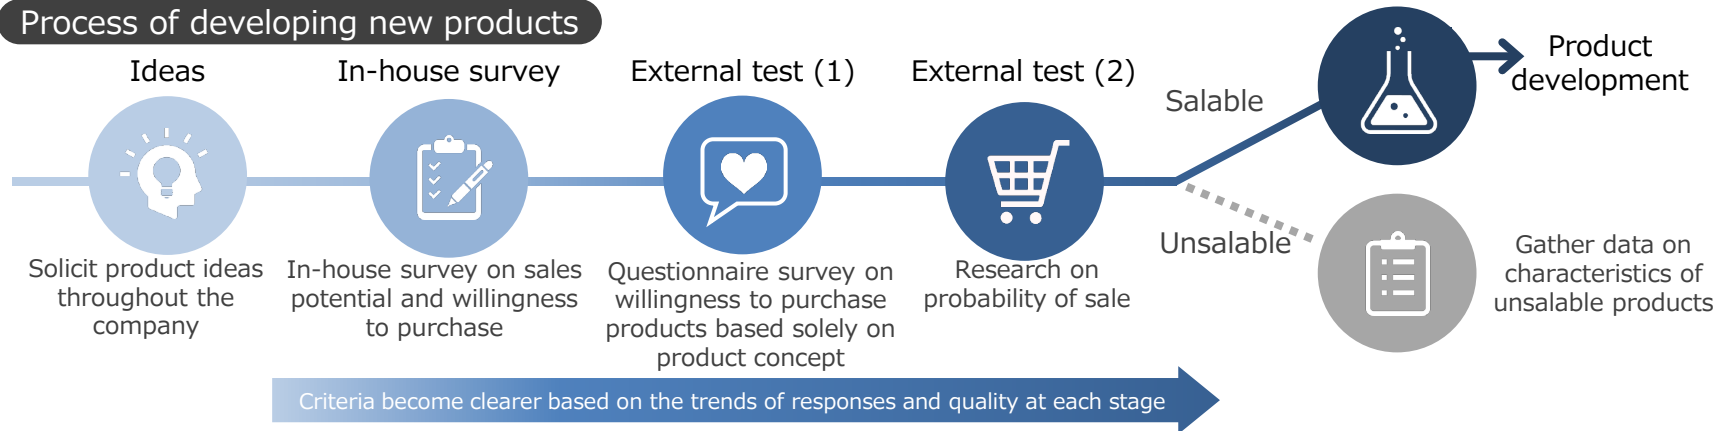 Process of developing new products
Ideas
In-house survey
External test (1)
External test (2)
Solicit product ideas
throughout the
company
In-house survey on sales
potential and willingness
to purchase
Questionnaire survey on
willingness to purchase
products based solely on
product concept
Research on
probability of sale
Salable
Product
development
Unsalable
Gather data on
characteristics of
unsalable products
Criteria become clearer based on the trends of responses and quality at each stage